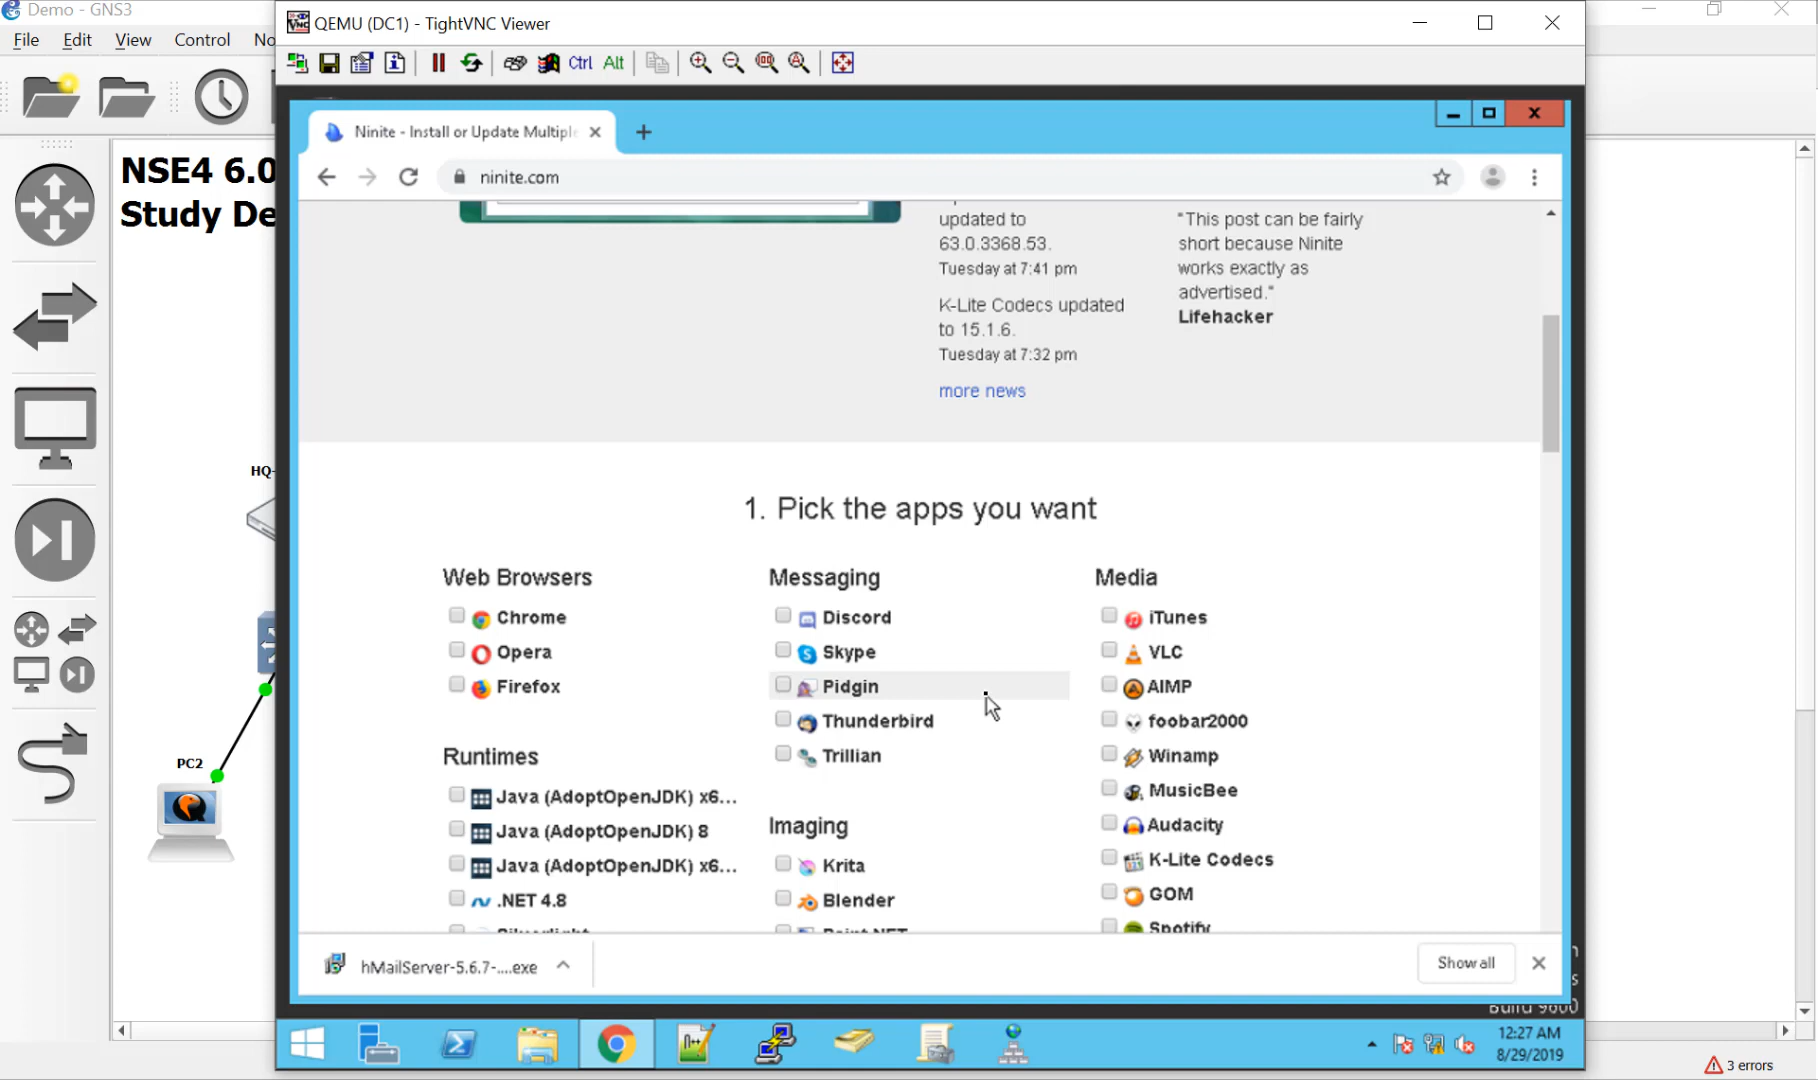 Demo - GNS3
QEMU (DC1) - TightVNC Viewer
File Edit View Control No
Ctrl Alt
NSE4 6.0
Study De
HQ-
PC2
Ninite - Install or Update Multiple
ninite.com
updated to
63.0.3368.53.
Tuesday at 7:41 pm
K-Lite Codecs updated
to 15.1.6.
Tuesday at 7:32 pm
more news
"This post can be fairly
short because Ninite
works exactly as
advertised."
Lifehacker
1. Pick the apps you want
Web Browsers
Chrome
Opera
Firefox
Runtimes
Java (AdoptOpenJDK) x6...
Java (AdoptOpenJDK) 8
Java (AdoptOpenJDK) x6...
.NET 4.8
Silverlight
Messaging
Discord
Skype
Pidgin
Thunderbird
Trillian
Imaging
Krita
Blender
Paint.NET
Media
iTunes
VLC
AIMP
foobar2000
Winamp
MusicBee
Audacity
K-Lite Codecs
GOM
Spotify
hMailServer-5.6.7-....exe
Show all
Build 9600
12:27 AM
8/29/2019
3 errors